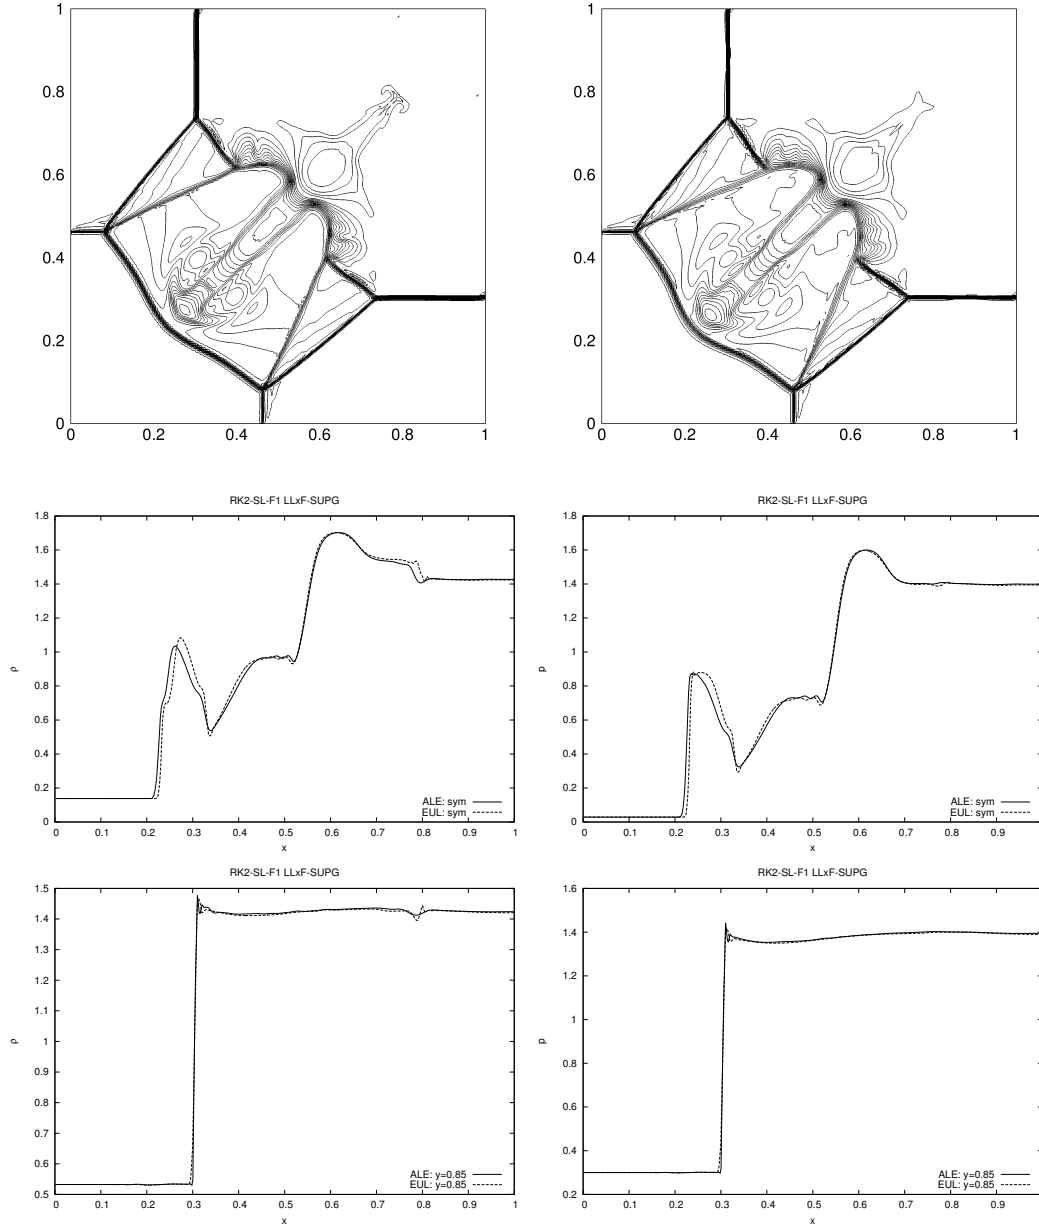 1
0.8
0.6
0.4
0.2
0
0 0.2 0.4 0.6 0.8 1
1
0.8
0.6
0.4
0.2
0
0 0.2 0.4 0.6 0.8 1
RK2-SL-F1 LLxF-SUPG
1.8
1.6
1.4
1.2
1
0.8
0.6
0.4
0.2
0
ρ
ALE: sym
EUL: sym
0 0.1 0.2 0.3 0.4 0.5 0.6 0.7 0.8 0.9 1
x
RK2-SL-F1 LLxF-SUPG
1.8
1.6
1.4
1.2
1
0.8
0.6
0.4
0.2
0
p
ALE: sym
EUL: sym
0 0.1 0.2 0.3 0.4 0.5 0.6 0.7 0.8 0.9
x
RK2-SL-F1 LLxF-SUPG
1.5
1.4
1.3
1.2
1.1
1
0.9
0.8
0.7
0.6
0.5
ρ
ALE: y=0.85
EUL: y=0.85
0 0.1 0.2 0.3 0.4 0.5 0.6 0.7 0.8 0.9 1
x
RK2-SL-F1 LLxF-SUPG
1.6
1.4
1.2
1
0.8
0.6
0.4
0.2
p
ALE: y=0.85
EUL: y=0.85
0 0.1 0.2 0.3 0.4 0.5 0.6 0.7 0.8 0.9
x